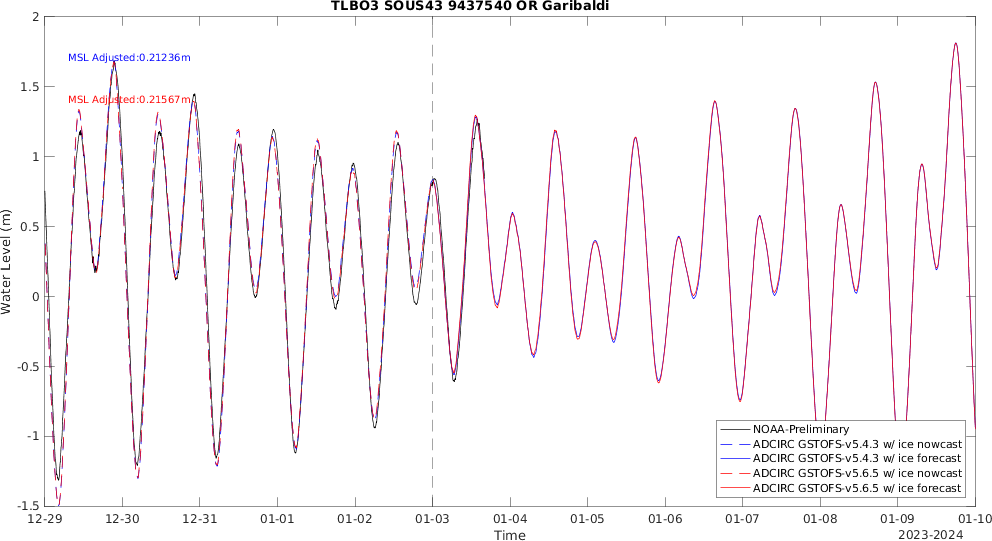 TLBO3 SOUS43 9437540 OR Garibaldi
MSL Adjusted:0.21236m
MSL Adjusted:0.21567m
Water Level (m)
2
1.5
1
0.5
0
-0.5
-1
-1.5
NOAA-Preliminary
ADCIRC GSTOFS-v5.4.3 w/ ice nowcast
ADCIRC GSTOFS-v5.4.3 w/ ice forecast
ADCIRC GSTOFS-v5.6.5 w/ ice nowcast
ADCIRC GSTOFS-v5.6.5 w/ ice forecast
12-29 12-30 12-31 01-01 01-02 01-03 01-04 01-05 01-06 01-07 01-08 01-09 01-10
Time
2023-2024